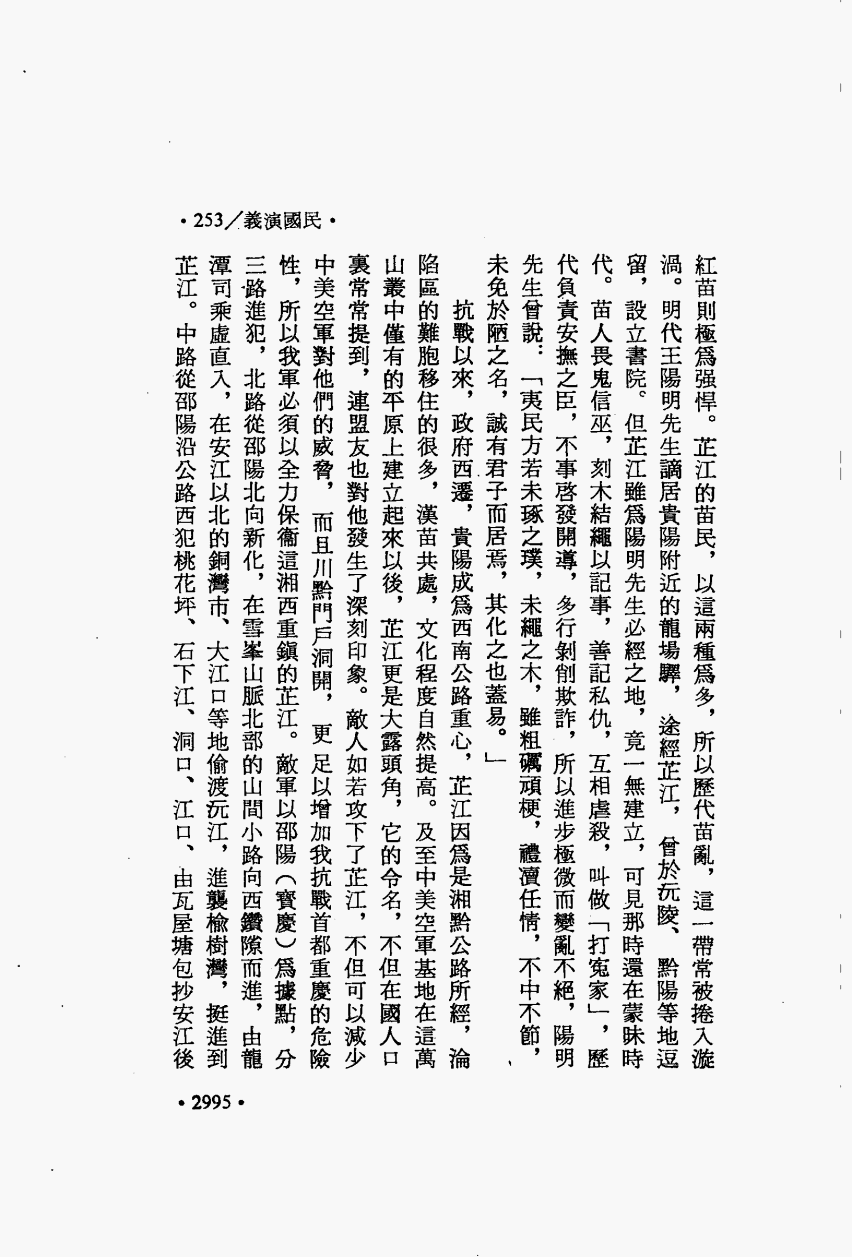 •253/義演國民•
紅苗則極爲强悍。芷江的苗民，以這兩種爲多，所以歷代苗亂，這一帶常被捲入漩
渦。明代王陽明先生謫居貴陽附近的龍場驛，途經芷江，曾於沅陵、黔陽等地逗
留，設立書院。但芷江雖爲陽明先生必經之地，竟一無建立，可見那時還在蒙昧時
代。苗人畏鬼信巫，刻木結繩以記事，善記私仇，互相虐殺，叫做「打寃家」，歷
代負責安撫之臣，不事啓發開導，多行剝削欺詐，所以進步極微而變亂不絕，陽明
先生曾說：「夷民方若未琢之璞，未繩之木，雖粗礪頑梗，禮瀆任情，不中不節，
未免於陋之名，誠有君子而居焉，其化之也蓋易。」
抗戰以來，政府西遷，貴陽成爲西南公路重心，芷江因爲是湘黔公路所經，淪
陷區的難胞移住的很多，漢苗共處，文化程度自然提高。及至中美空軍基地在這萬
山叢中僅有的平原上建立起來以後，芷江更是大露頭角，它的令名，不但在國人口
裏常常提到，連盟友也對他發生了深刻印象。敵人如若攻下了芷江，不但可以減少
中美空軍對他們的威脅，而且川黔門戶洞開，更足以增加我抗戰首都重慶的危險
性，所以我軍必須以全力保衞這湘西重鎭的芷江。敵軍以邵陽（寶慶）爲據點，分
三路進犯，北路從邵陽北向新化，在雪峯山脈北部的山間小路向西鑽隙而進，由龍
潭司乘虛直入，在安江以北的銅灣市、大江口等地偷渡沅江，進襲楡樹灣，挺進到
芷江。中路從邵陽沿公路西犯桃花坪、石下江、洞口、江口、由瓦屋塘包抄安江後
•2995•